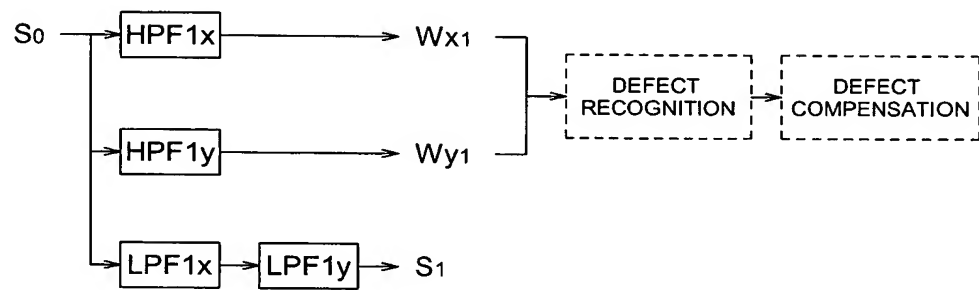 S0 HPF1x Wx1
DEFECT RECOGNITION
DEFECT COMPENSATION
HPF1y Wy1
LPF1x LPF1y S1